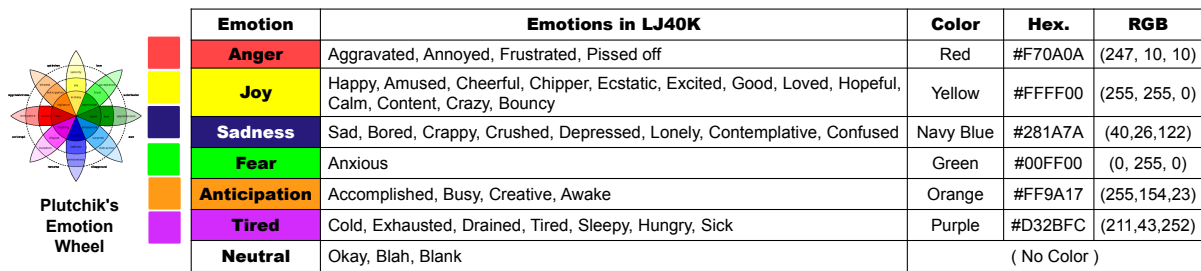 Emotion Emotions in LJ40K Color Hex. RGB
Anger Aggravated, Annoyed, Frustrated, Pissed off Red #F70A0A (247, 10, 10)
Joy Happy, Amused, Cheerful, Chipper, Ecstatic, Excited, Good, Loved, Hopeful, Yellow #FFFF00 (255, 255, 0)
Calm, Content, Crazy, Bouncy
Sadness Sad, Bored, Crappy, Crushed, Depressed, Lonely, Contemplative, Confused Navy Blue #281A7A (40,26,122)
Fear Anxious Green #00FF00 (0, 255, 0)
Anticipation Accomplished, Busy, Creative, Awake Orange #FF9A17 (255,154,23)
Tired Cold, Exhausted, Drained, Tired, Sleepy, Hungry, Sick Purple #D32BFC (211,43,252)
Neutral Okay, Blah, Blank ( No Color )
Plutchik's
Emotion
Wheel